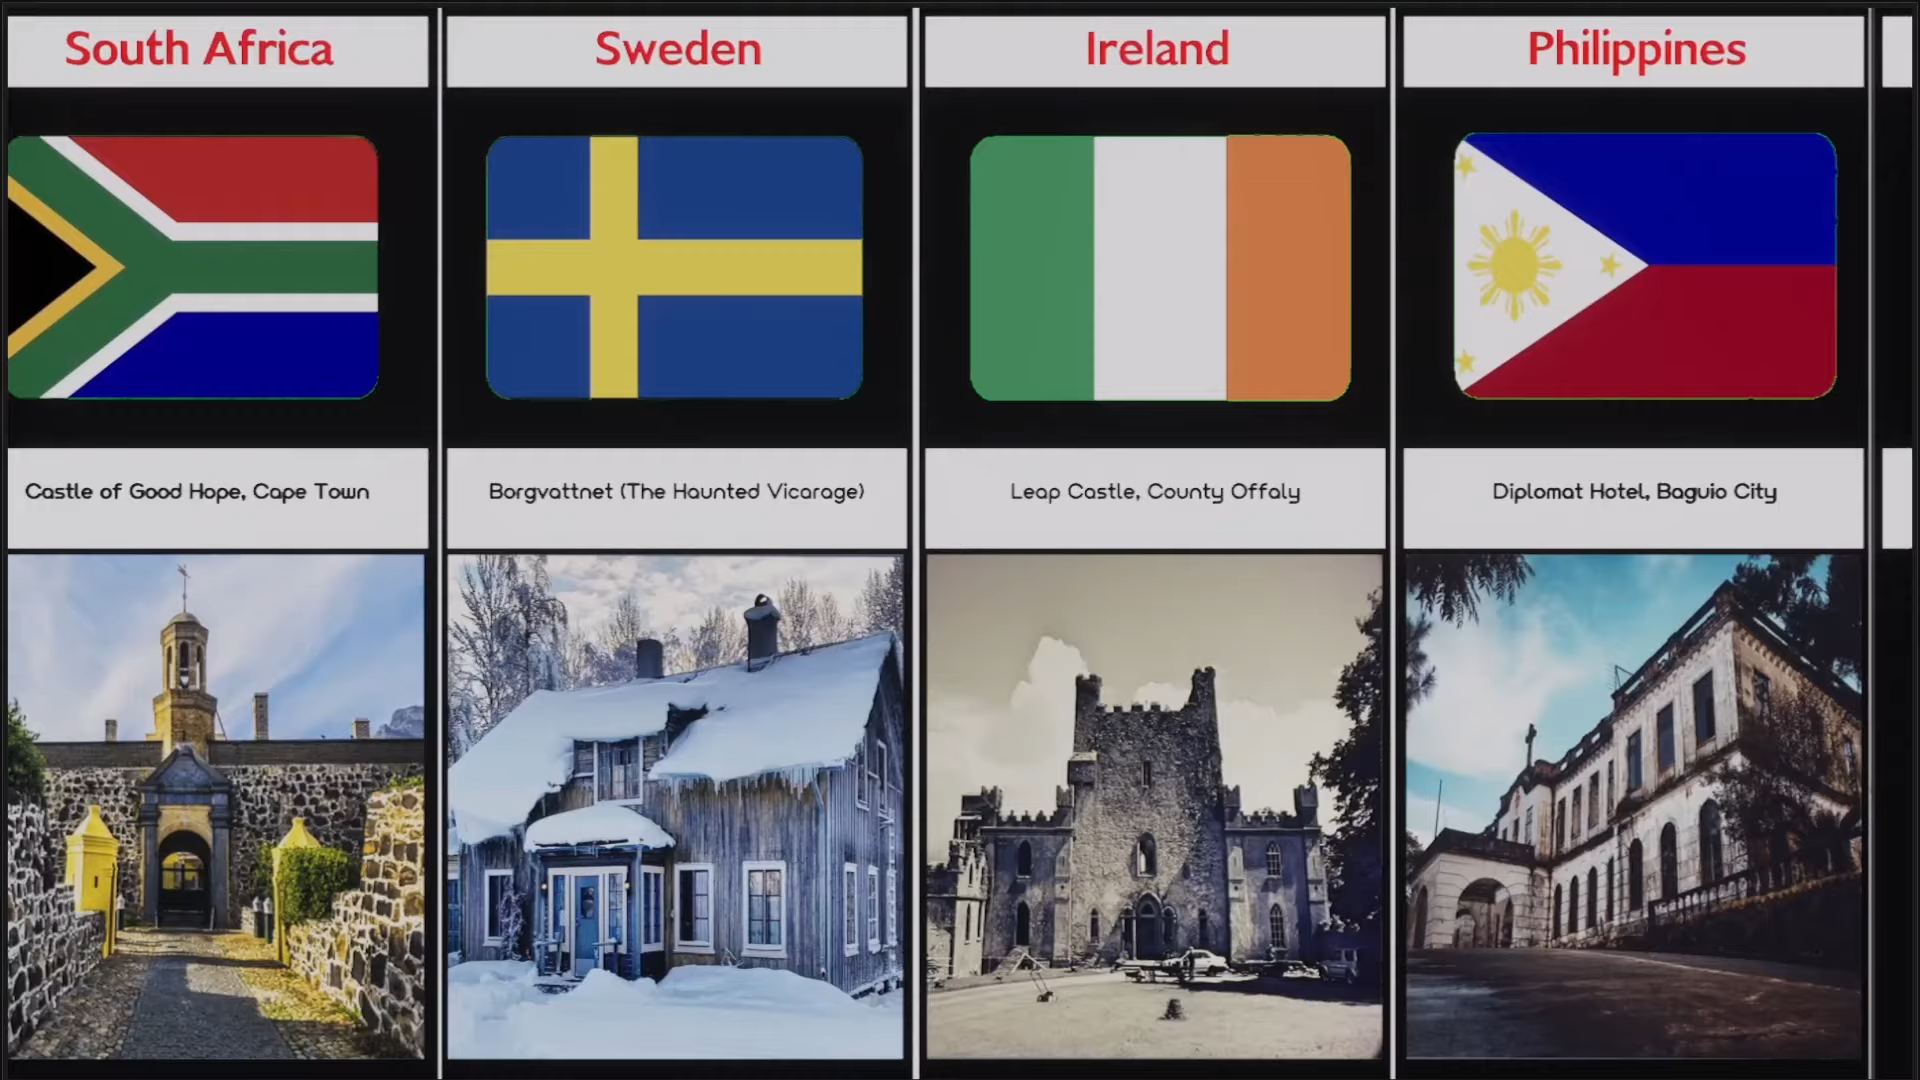 South Africa
Sweden
Ireland
Philippines
Castle of Good Hope, Cape Town
Borgvattnet (The Haunted Vicarage)
Leap Castle, County Offaly
Diplomat Hotel, Baguio City